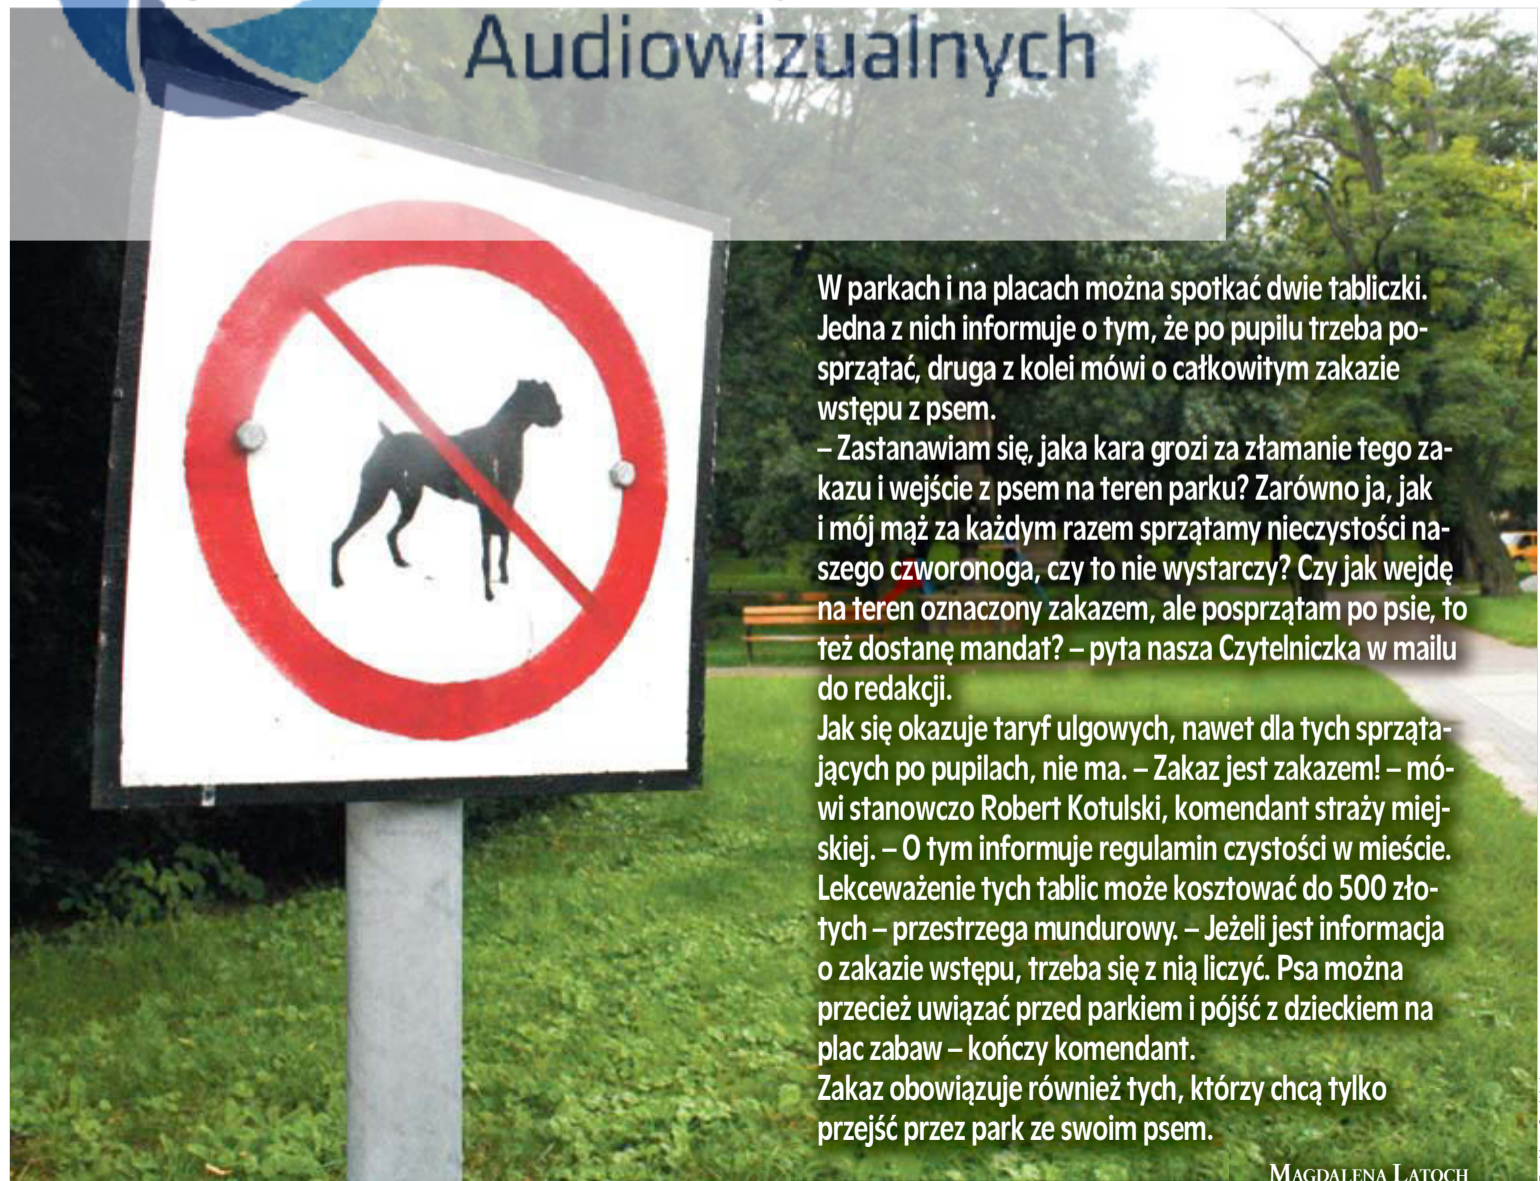 Audiowizualnych
W parkach i na placach można spotkać dwie tabliczki.
Jedna z nich informuje o tym, że po pupilu trzeba po-
sprzątać, druga z kolei mówi o całkowitym zakazie
wstępu z psem.
– Zastanawiam się, jaka kara grozi za złamanie tego za-
kazu i wejście z psem na teren parku? Zarówno ja, jak
i mój mąż za każdym razem sprzątamy nieczystości na-
szego czworonoga, czy to nie wystarczy? Czy jak wejdę
na teren oznaczony zakazem, ale posprzątam po psie, to
też dostanę mandat? – pyta nasza Czytelniczka w mailu
do redakcji.
Jak się okazuje taryf ulgowych, nawet dla tych sprząta-
jących po pupilach, nie ma. – Zakaz jest zakazem! – mó-
wi stanowczo Robert Kotulski, komendant straży miej-
skiej. – O tym informuje regulamin czystości w mieście.
Lekceważenie tych tablic może kosztować do 500 zło-
tych – przestrzega mundurowy. – Jeżeli jest informacja
o zakazie wstępu, trzeba się z nią liczyć. Psa można
przecież uwiązać przed parkiem i pójść z dzieckiem na
plac zabaw – kończy komendant.
Zakaz obowiązuje również tych, którzy chcą tylko
przejść przez park ze swoim psem.
MAGDALENA LATOCH